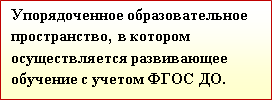 Упорядоченное образовательное
пространство, в котором
осуществляется развивающее
обучение с учетом ФГОС ДО.